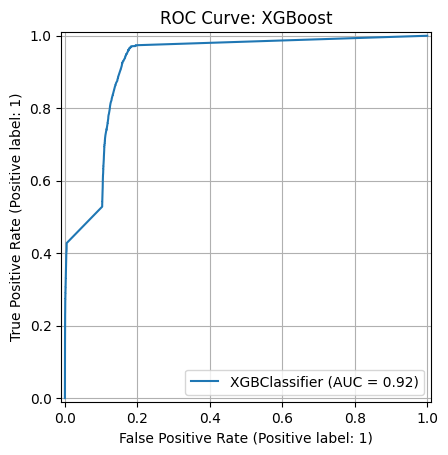 ROC Curve: XGBoost
True Positive Rate (Positive label: 1)
1.0
0.8
0.6
0.4
0.2
0.0
XGBClassifier (AUC = 0.92)
0.0 0.2 0.4 0.6 0.8 1.0
False Positive Rate (Positive label: 1)